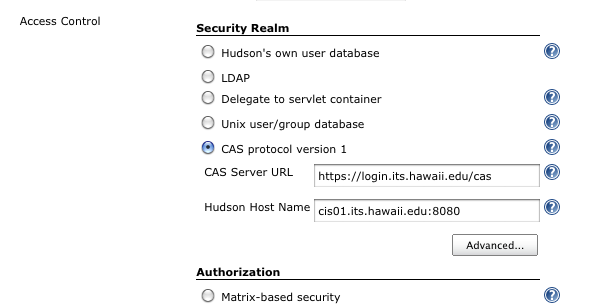 Access Control
Security Realm
Hudson's own user database
LDAP
Delegate to servlet container
Unix user/group database
CAS protocol version 1
CAS Server URL https://login.its.hawaii.edu/cas
Hudson Host Name cis01.its.hawaii.edu:8080
Advanced...
Authorization
Matrix-based security